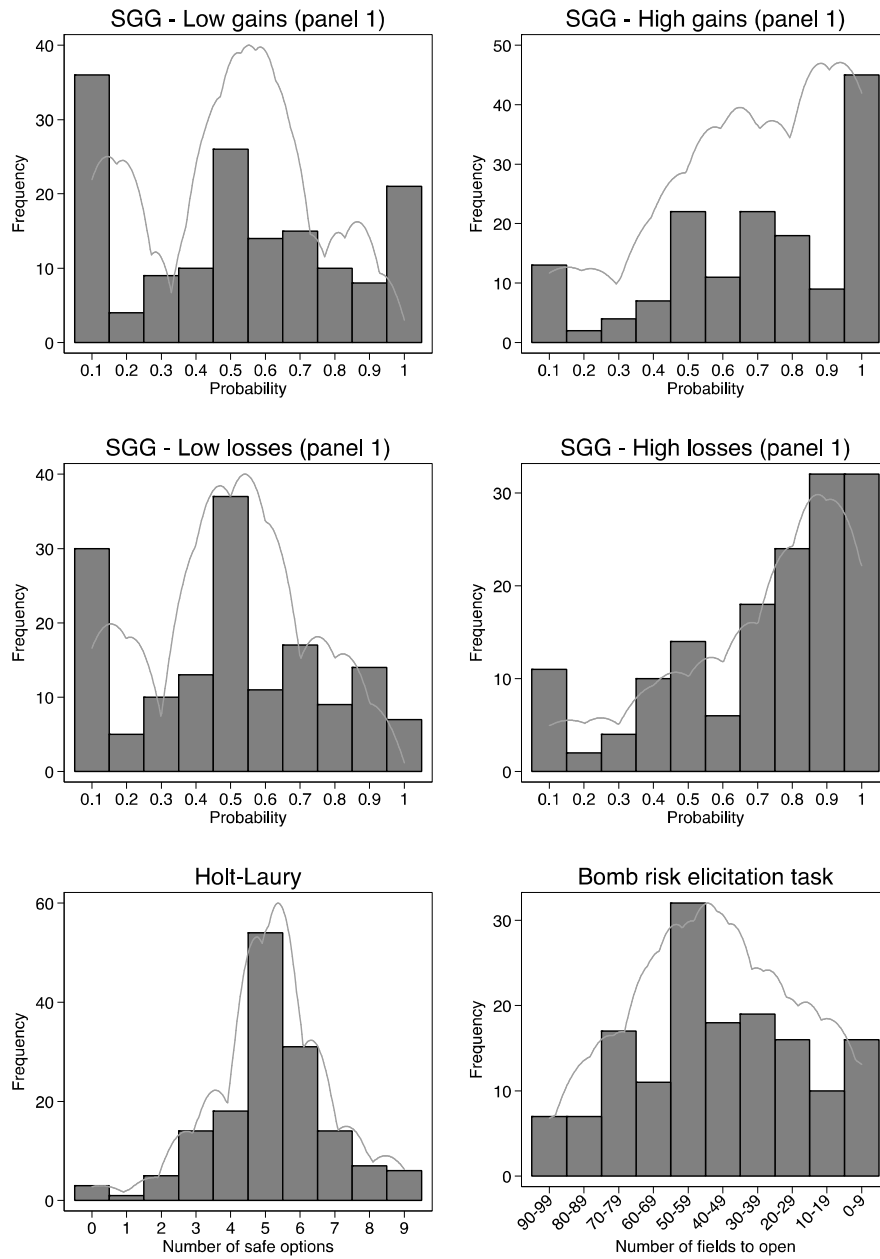 SGG - Low gains (panel 1)
40
30
20
10
0
Frequency
0.1 0.2 0.3 0.4 0.5 0.6 0.7 0.8 0.9 1
Probability
SGG - High gains (panel 1)
50
40
30
20
10
0
Frequency
0.1 0.2 0.3 0.4 0.5 0.6 0.7 0.8 0.9 1
Probability
SGG - Low losses (panel 1)
40
30
20
10
0
Frequency
0.1 0.2 0.3 0.4 0.5 0.6 0.7 0.8 0.9 1
Probability
SGG - High losses (panel 1)
30
20
10
0
Frequency
0.1 0.2 0.3 0.4 0.5 0.6 0.7 0.8 0.9 1
Probability
Holt-Laury
60
40
20
0
Frequency
0 1 2 3 4 5 6 7 8 9
Number of safe options
Bomb risk elicitation task
30
20
10
0
Frequency
90-99 80-89 70-79 60-69 50-59 40-49 30-39 20-29 10-19 0-9
Number of fields to open